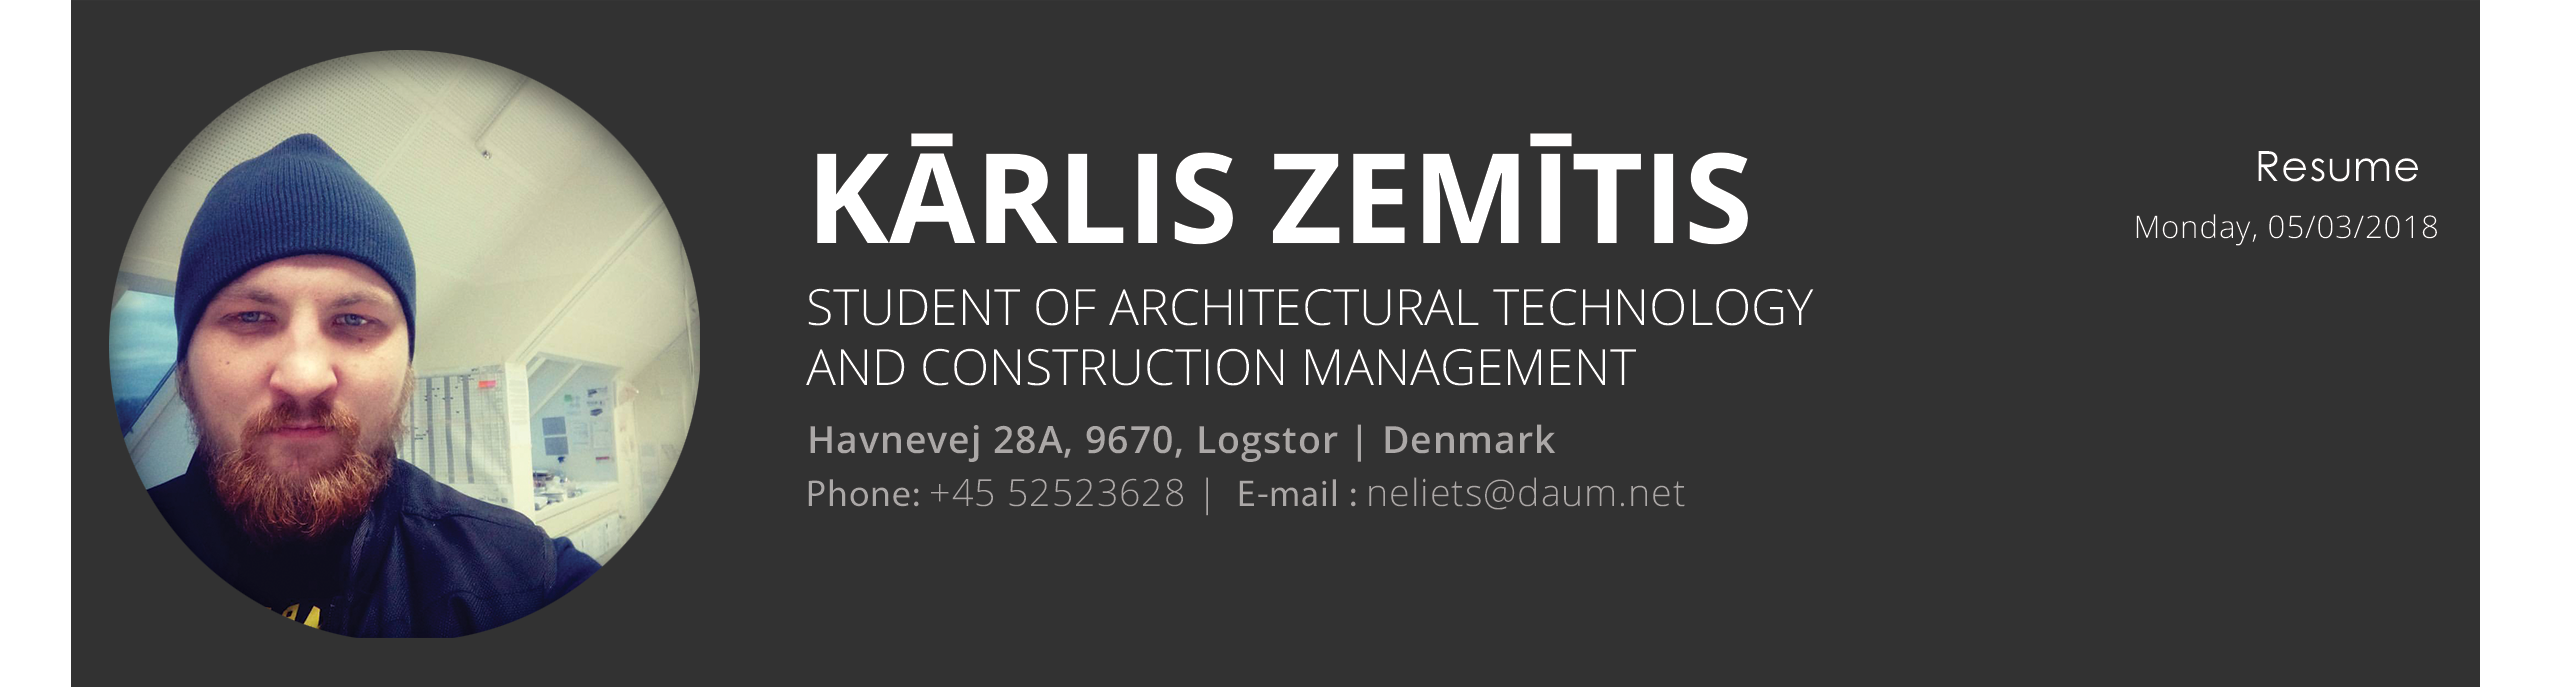 KĀRLIS ZEMĪTIS
STUDENT OF ARCHITECTURAL TECHNOLOGY
AND CONSTRUCTION MANAGEMENT
Havnevej 28A, 9670, Logstor | Denmark
Phone: +45 52523628 | E-mail : neliets@daum.net
Resume
Monday, 05/03/2018